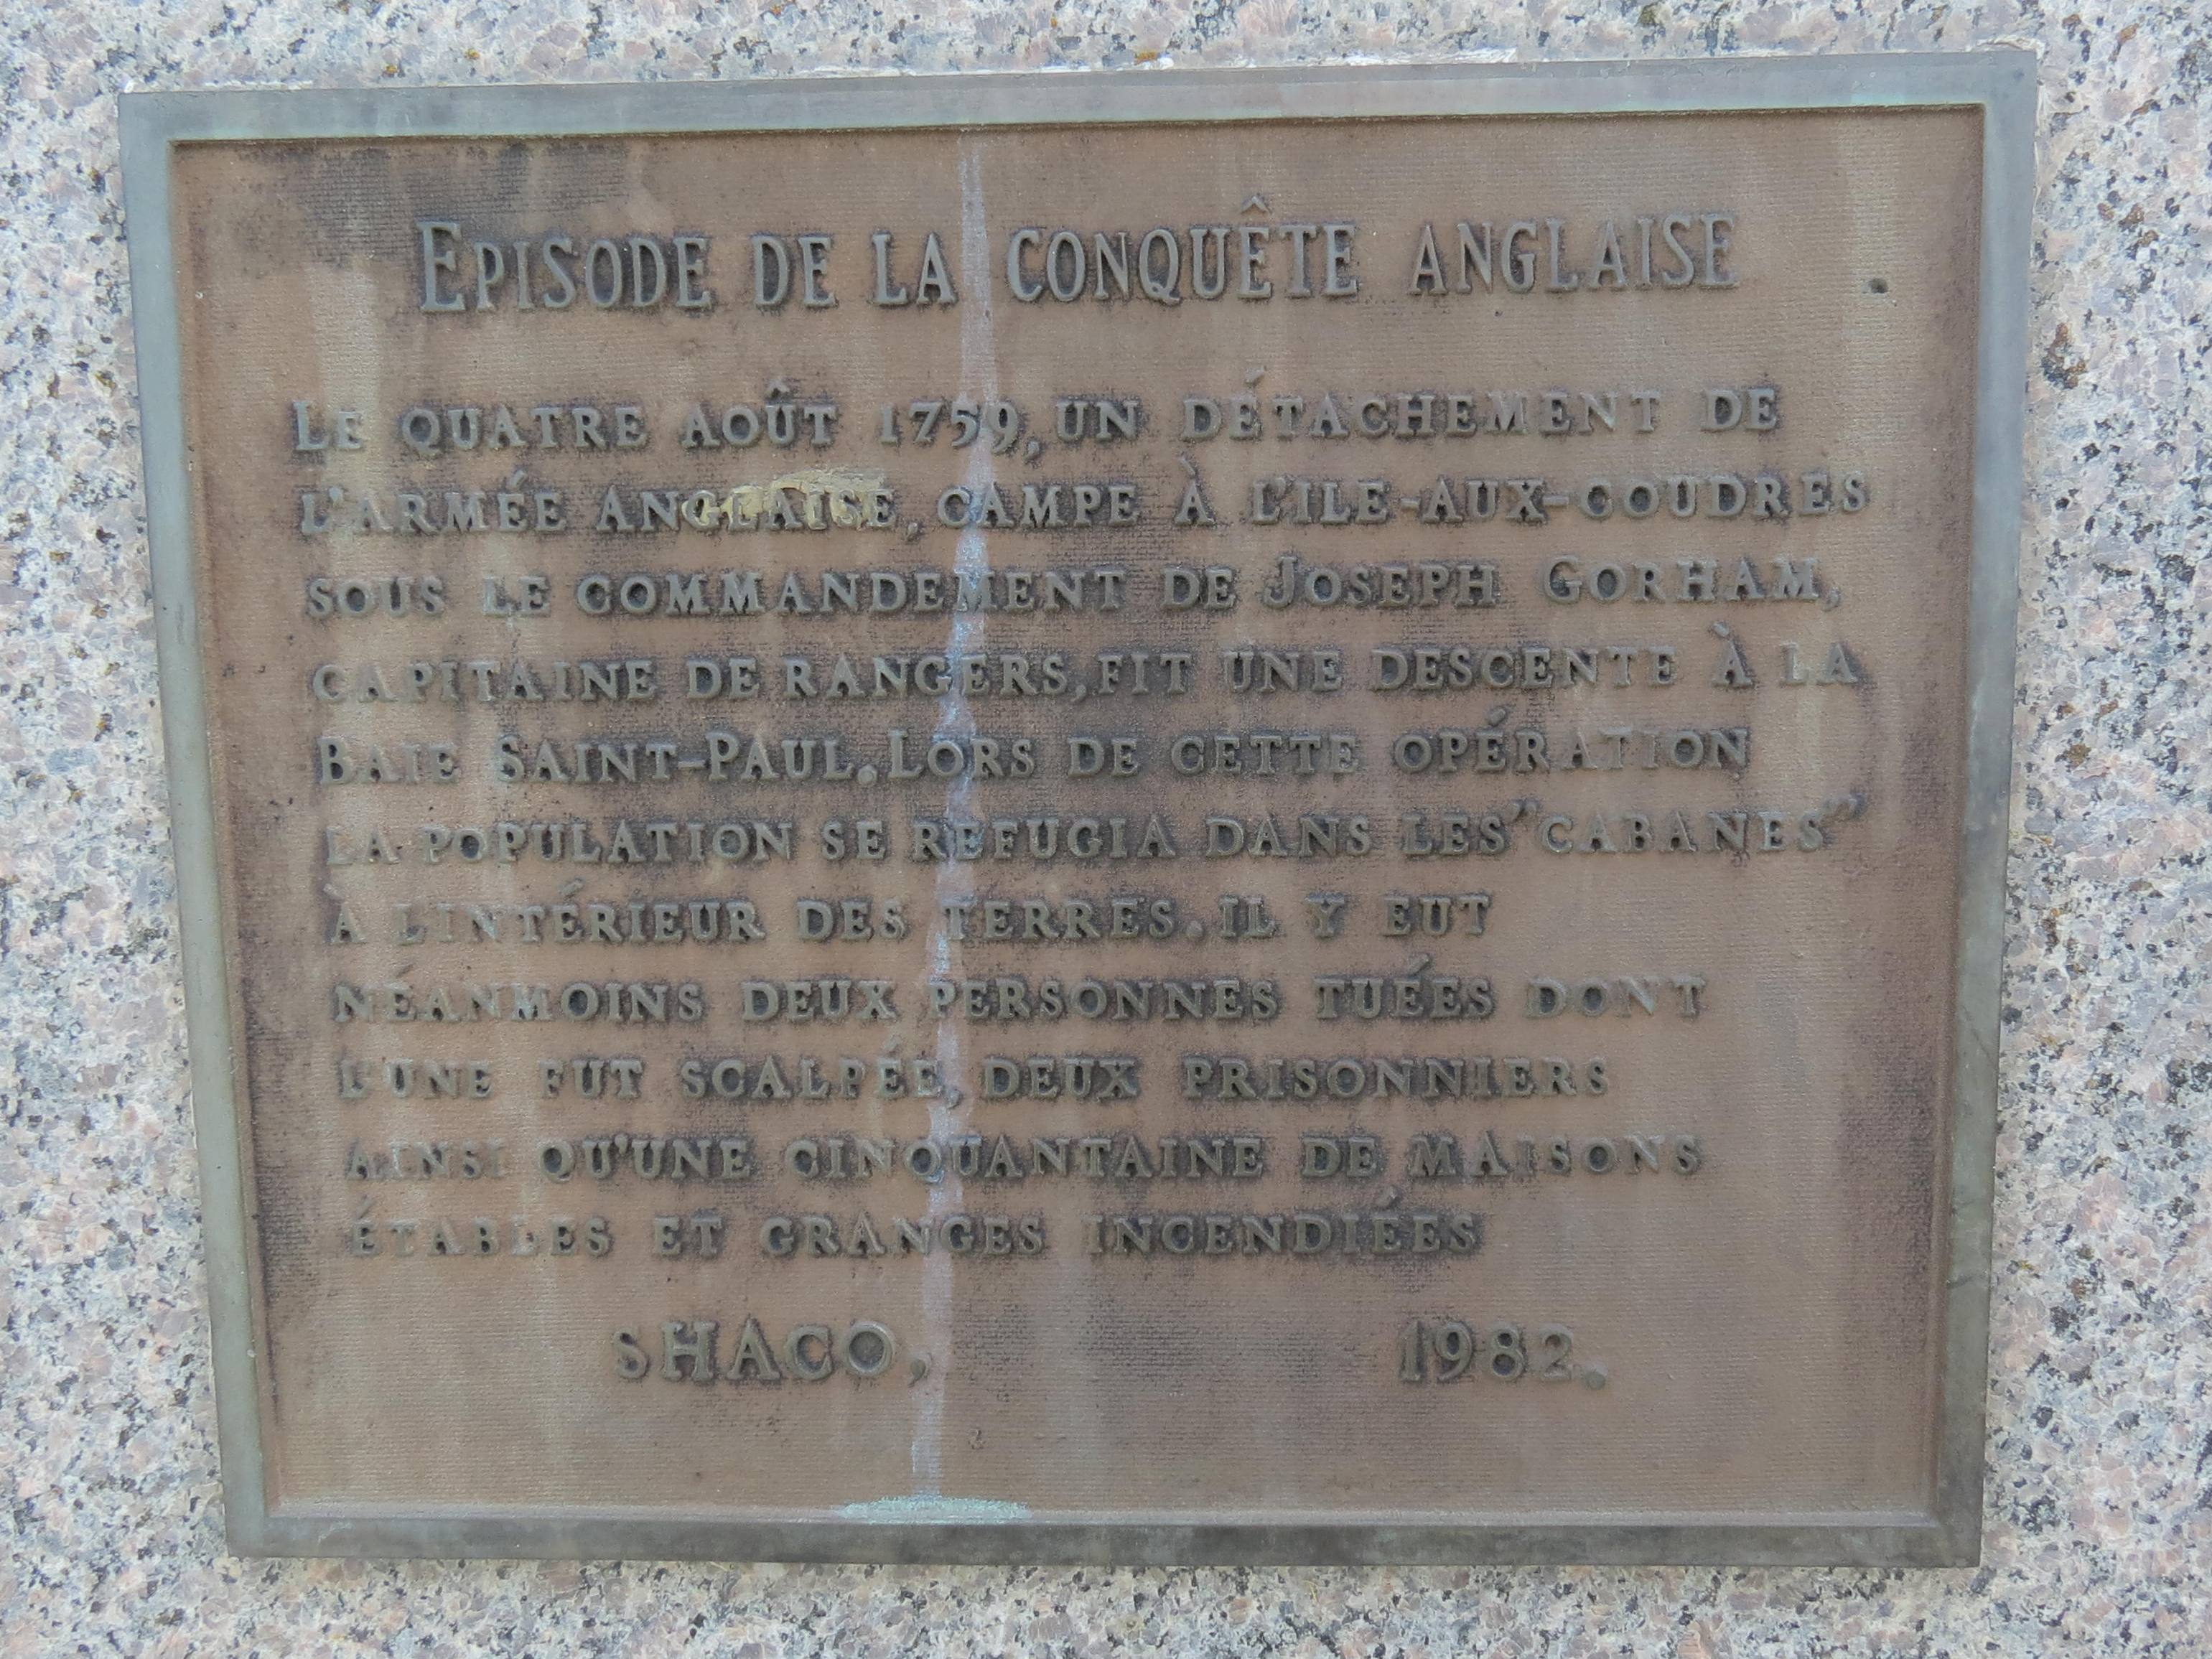 EPISODE DE LA CONQUÊTE ANGLAISE
LE QUATRE AOÛT 1759, UN DÉTACHEMENT DE
L'ARMÉE ANGLAISE, CAMPE À L'ILE-AUX-COUDRES
SOUS LE COMMANDEMENT DE JOSEPH GORHAM,
CAPITAINE DE RANGERS, FIT UNE DESCENTE À LA
BAIE SAINT-PAUL. LORS DE CETTE OPÉRATION
LA POPULATION SE REFUGIA DANS LES "CABANES"
À L'INTÉRIEUR DES TERRES. IL Y EUT
NÉANMOINS DEUX PERSONNES TUÉES DONT
L'UNE FUT SCALPÉE, DEUX PRISONNIERS
AINSI QU'UNE CINQUANTAINE DE MAISONS
ÉTABLES ET GRANGES INCENDIÉES
SHACO, 1982.